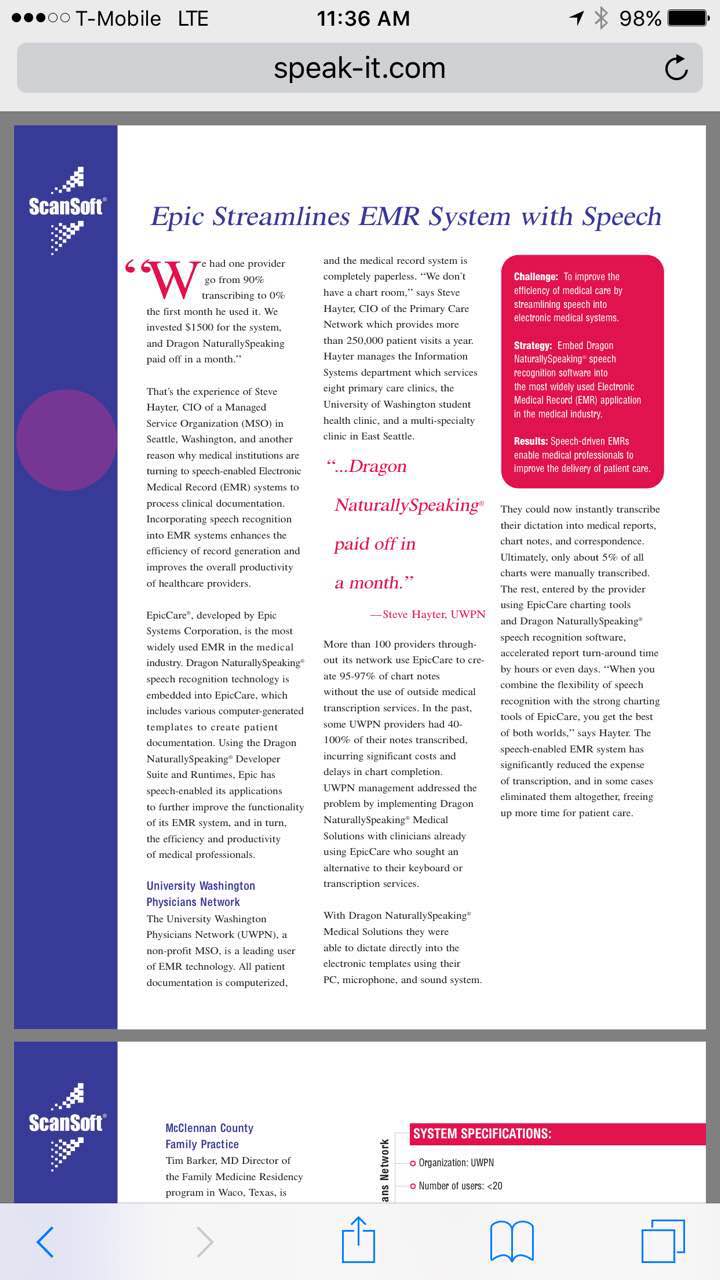 T-Mobile LTE 11:36 AM 98%
speak-it.com
ScanSoft®
Epic Streamlines EMR System with Speech
“We had one provider
go from 90%
transcribing to 0%
the first month he used it. We
invested $1500 for the system,
and Dragon NaturallySpeaking
paid off in a month.”
That’s the experience of Steve
Hayter, CIO of a Managed
Service Organization (MSO) in
Seattle, Washington, and another
reason why medical institutions are
turning to speech-enabled Electronic
Medical Record (EMR) systems to
process clinical documentation.
Incorporating speech recognition
into EMR systems enhances the
efficiency of record generation and
improves the overall productivity
of healthcare providers.
EpicCare®, developed by Epic
Systems Corporation, is the most
widely used EMR in the medical
industry. Dragon NaturallySpeaking®
speech recognition technology is
embedded into EpicCare, which
includes various computer-generated
templates to create patient
documentation. Using the Dragon
NaturallySpeaking® Developer
Suite and Runtimes, Epic has
speech-enabled its applications
to further improve the functionality
of its EMR system, and in turn,
the efficiency and productivity
of medical professionals.
University Washington
Physicians Network
The University Washington
Physicians Network (UWPN), a
non-profit MSO, is a leading user
of EMR technology. All patient
documentation is computerized,
and the medical record system is
completely paperless. “We don’t
have a chart room,” says Steve
Hayter, CIO of the Primary Care
Network which provides more
than 250,000 patient visits a year.
Hayter manages the Information
Systems department which services
eight primary care clinics, the
University of Washington student
health clinic, and a multi-specialty
clinic in East Seattle.
“...Dragon
NaturallySpeaking®
paid off in
a month.”
—Steve Hayter, UWPN
More than 100 providers through-
out its network use EpicCare to cre-
ate 95-97% of chart notes
without the use of outside medical
transcription services. In the past,
some UWPN providers had 40-
100% of their notes transcribed,
incurring significant costs and
delays in chart completion.
UWPN management addressed the
problem by implementing Dragon
NaturallySpeaking® Medical
Solutions with clinicians already
using EpicCare who sought an
alternative to their keyboard or
transcription services.
With Dragon NaturallySpeaking®
Medical Solutions they were
able to dictate directly into the
electronic templates using their
PC, microphone, and sound system.
Challenge: To improve the
efficiency of medical care by
streamlining speech into
electronic medical systems.
Strategy: Embed Dragon
NaturallySpeaking® speech
recognition software into
the most widely used Electronic
Medical Record (EMR) application
in the medical industry.
Results: Speech-driven EMRs
enable medical professionals to
improve the delivery of patient care.
They could now instantly transcribe
their dictation into medical reports,
chart notes, and correspondence.
Ultimately, only about 5% of all
charts were manually transcribed.
The rest, entered by the provider
using EpicCare charting tools
and Dragon NaturallySpeaking®
speech recognition software,
accelerated report turn-around time
by hours or even days. “When you
combine the flexibility of speech
recognition with the strong charting
tools of EpicCare, you get the best
of both worlds,” says Hayter. The
speech-enabled EMR system has
significantly reduced the expense
of transcription, and in some cases
eliminated them altogether, freeing
up more time for patient care.
ScanSoft®
McClennan County
Family Practice
Tim Barker, MD Director of
the Family Medicine Residency
program in Waco, Texas, is
ans Network
SYSTEM SPECIFICATIONS:
Organization: UWPN
Number of users: <20